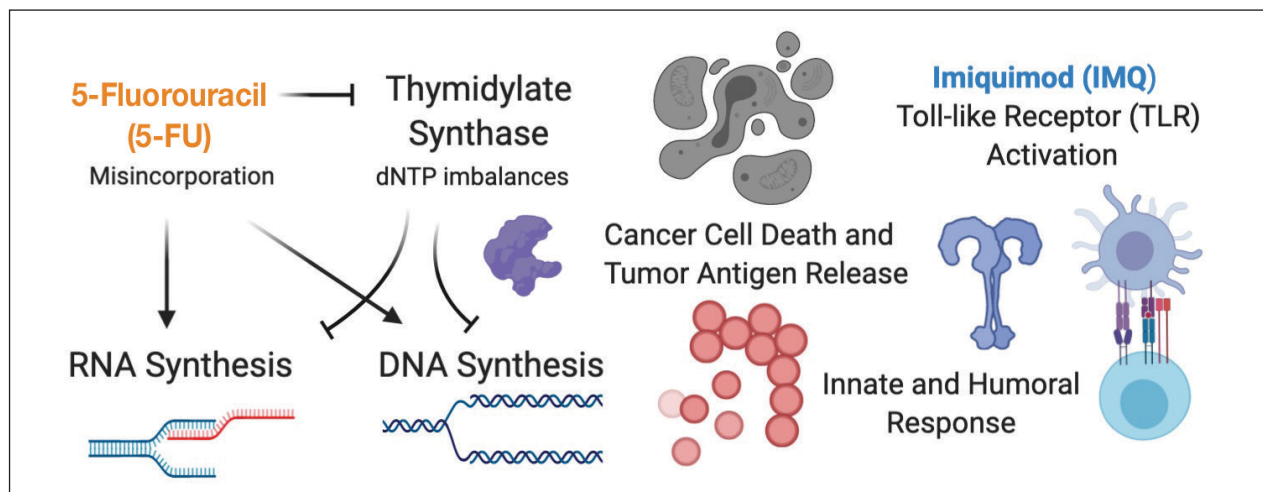 5-Fluorouracil
(5-FU)
Misincorporation
Thymidylate
Synthase
dNTP imbalances
RNA Synthesis
DNA Synthesis
Cancer Cell Death and
Tumor Antigen Release
Imiquimod (IMQ)
Toll-like Receptor (TLR)
Activation
Innate and Humoral
Response